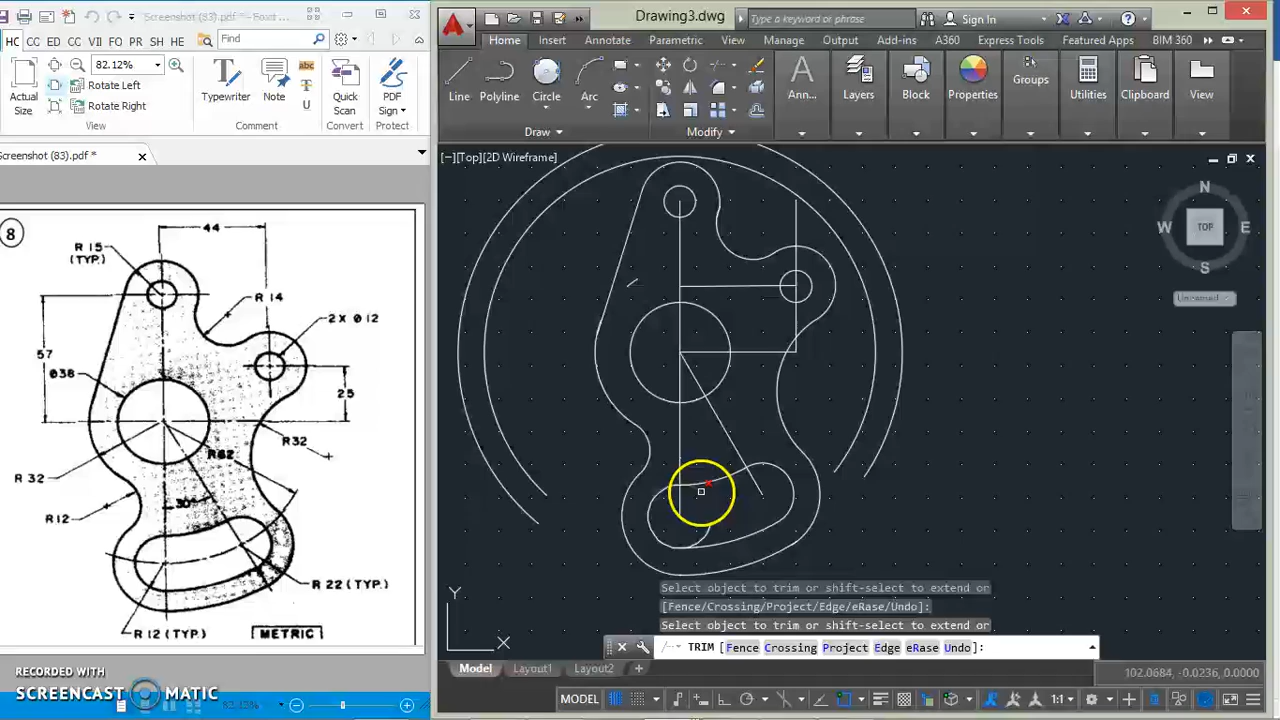 Screenshot (83).pdf * - Foxit
HC CC ED CC VII FO PR SH HE
Find
82.12%
Actual Size
Rotate Left
Rotate Right
View
Typewriter
Note
Comment
Quick Scan
Convert
PDF Sign
Protect
Screenshot (83).pdf *
8
44
R 15
(TYP.)
R 14
2X Ø12
57
Ø38
25
R32
R62
R 32
30°
R12
R 22 (TYP.)
R 12 (TYP.)
METRIC
RECORDED WITH
SCREENCAST MATIC
82.12%
Drawing3.dwg
Type a keyword or phrase
Sign In
Home Insert Annotate Parametric View Manage Output Add-ins A360 Express Tools Featured Apps BIM 360
Line Polyline Circle Arc
Draw
Modify
Ann...
Layers
Block
Properties
Groups
Utilities
Clipboard
View
[−][Top][2D Wireframe]
N
W TOP E
S
Unnamed
Y
X
Select object to trim or shift-select to extend or
[Fence/Crossing/Project/Edge/eRase/Undo]:
Select object to trim or shift-select to extend or
TRIM [Fence Crossing Project Edge eRase Undo]:
Model Layout1 Layout2 +
102.0684, -0.0236, 0.0000
MODEL
1:1